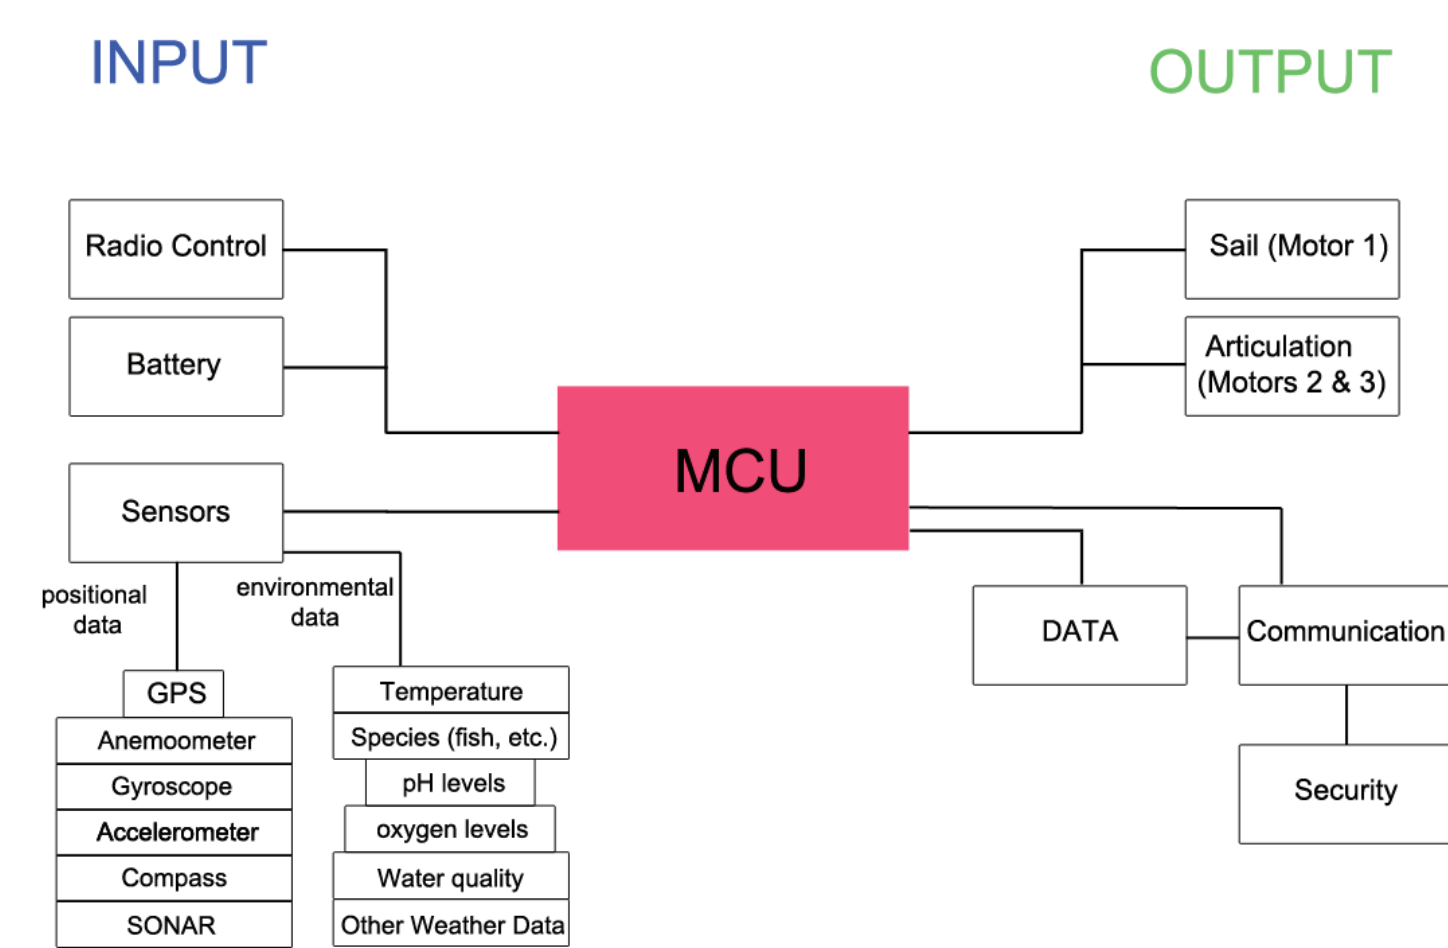 INPUT
OUTPUT
Radio Control
Battery
Sensors
positional
data
environmental
data
GPS
Anemoometer
Gyroscope
Accelerometer
Compass
SONAR
Temperature
Species (fish, etc.)
pH levels
oxygen levels
Water quality
Other Weather Data
MCU
Sail (Motor 1)
Articulation
(Motors 2 & 3)
DATA
Communication
Security